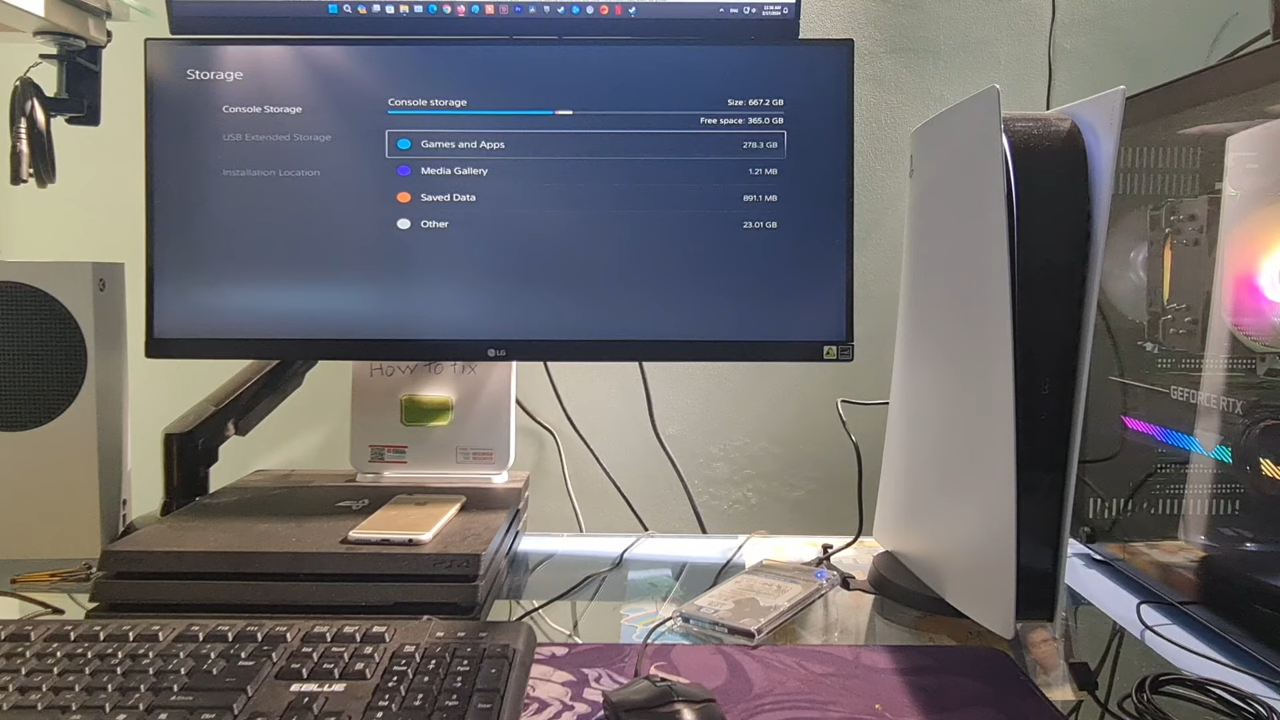 Storage
Console Storage
USB Extended Storage
Installation Location
Console storage
Size: 667.2 GB
Free space: 365.0 GB
Games and Apps
278.3 GB
Media Gallery
1.21 MB
Saved Data
891.1 MB
Other
23.01 GB
LG
HOW TO FIX
PS4
GEFORCE RTX
EBLUE